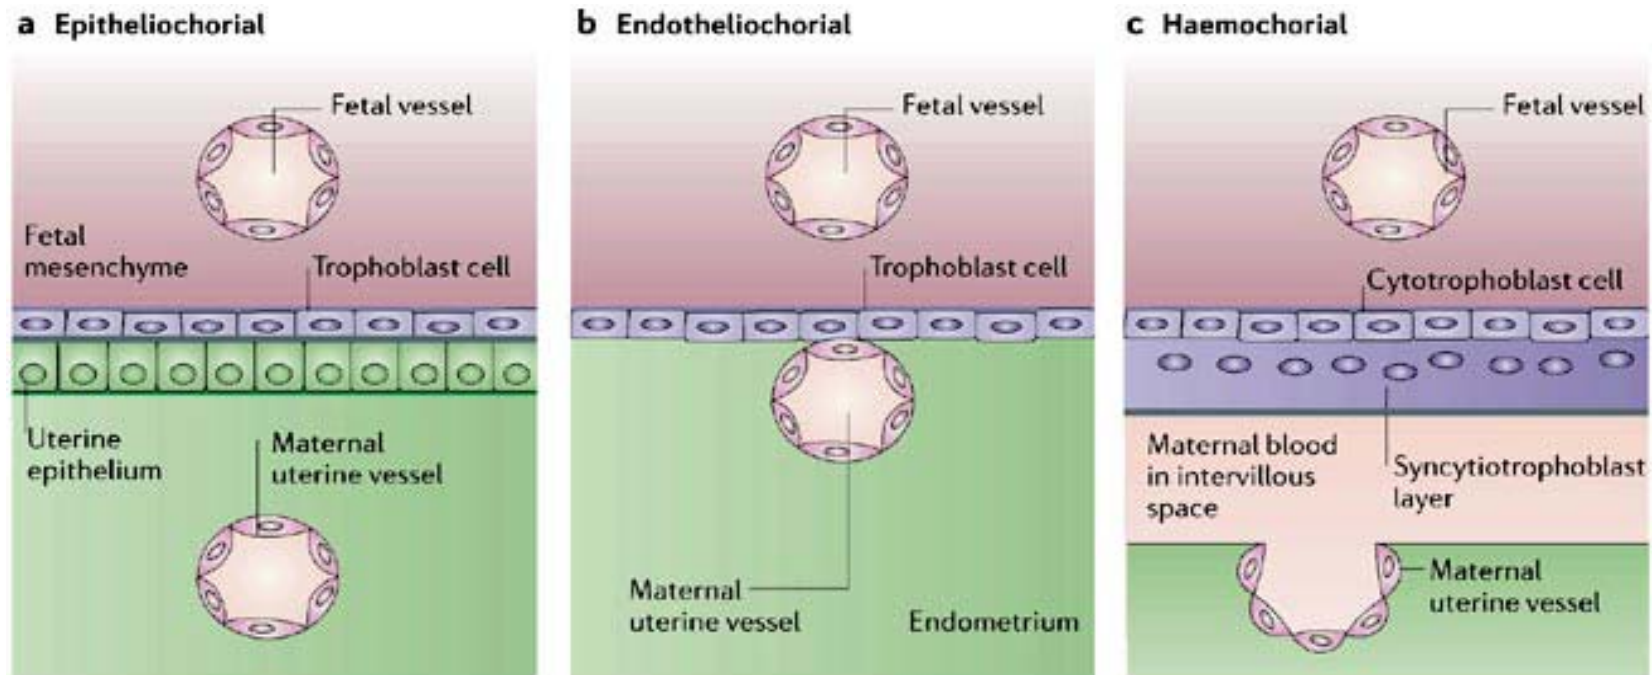 a Epitheliochorial
Fetal vessel
Fetal
mesenchyme
Trophoblast cell
Uterine
epithelium
Maternal
uterine vessel
b Endotheliochorial
Fetal vessel
Trophoblast cell
Maternal
uterine vessel
Endometrium
c Haemochorial
Fetal vessel
Cytotrophoblast cell
Maternal blood
in intervillous
space
Syncytiotrophoblast
layer
Maternal
uterine vessel